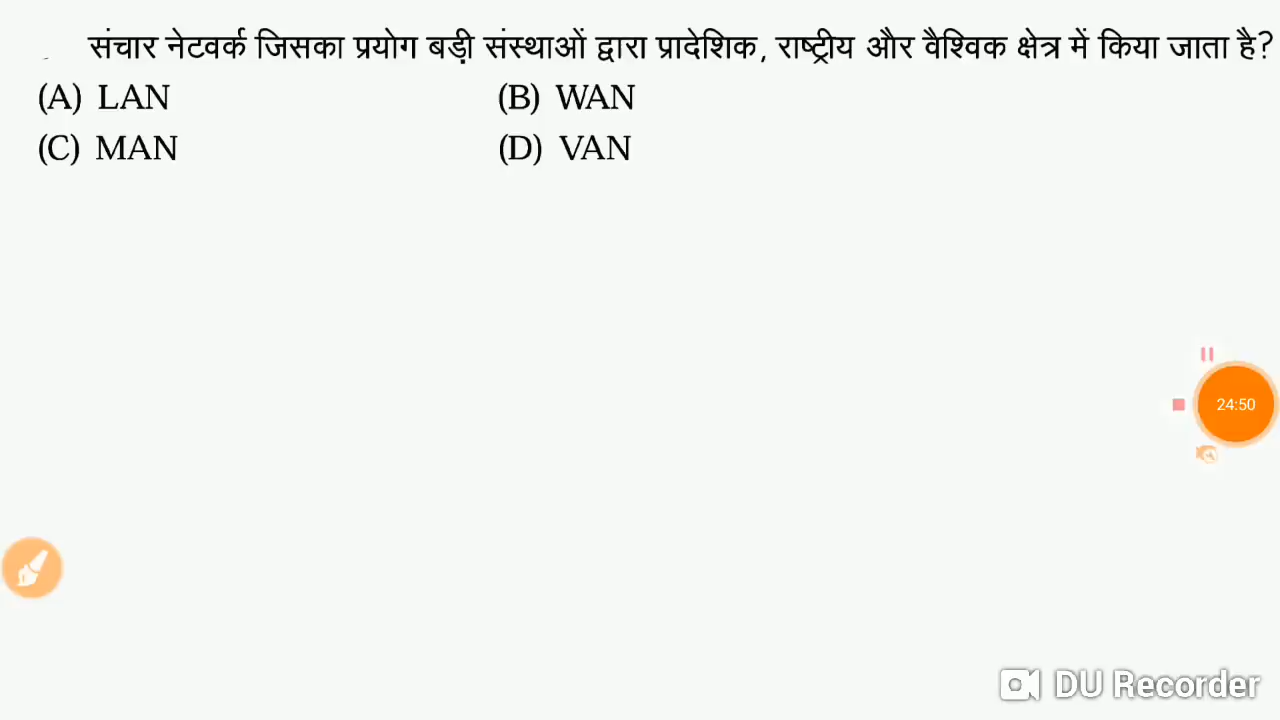 संचार नेटवर्क जिसका प्रयोग बड़ी संस्थाओं द्वारा प्रादेशिक, राष्ट्रीय और वैश्विक क्षेत्र में किया जाता है?
(A) LAN (B) WAN
(C) MAN (D) VAN
24:50
DU Recorder